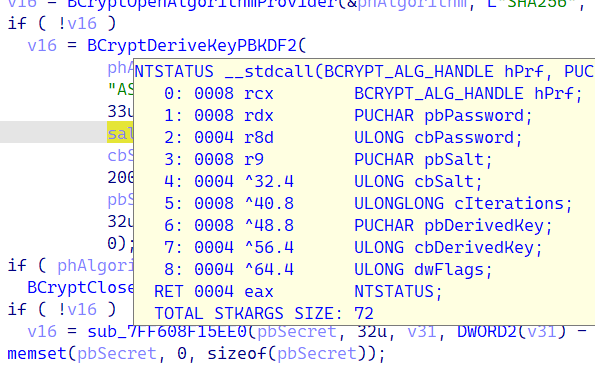 v16 = BCryptOpenAlgorithmProvider(&phAlgorithm, L"SHA256",
if ( !v16 )
v16 = BCryptDeriveKeyPBKDF2(
phA
"AS
33u
sal
cbS
200
pbS
32u
0);
NTSTATUS __stdcall(BCRYPT_ALG_HANDLE hPrf, PUC
0: 0008 rcx BCRYPT_ALG_HANDLE hPrf;
1: 0008 rdx PUCHAR pbPassword;
2: 0004 r8d ULONG cbPassword;
3: 0008 r9 PUCHAR pbSalt;
4: 0004 ^32.4 ULONG cbSalt;
5: 0008 ^40.8 ULONGLONG cIterations;
6: 0008 ^48.8 PUCHAR pbDerivedKey;
7: 0004 ^56.4 ULONG cbDerivedKey;
8: 0004 ^64.4 ULONG dwFlags;
RET 0004 eax NTSTATUS;
TOTAL STKARGS SIZE: 72
if ( phAlgori
BCryptClose
if ( !v16 )
v16 = sub_7FF608F15EE0(pbSecret, 32u, v31, DWORD2(v31) -
memset(pbSecret, 0, sizeof(pbSecret));